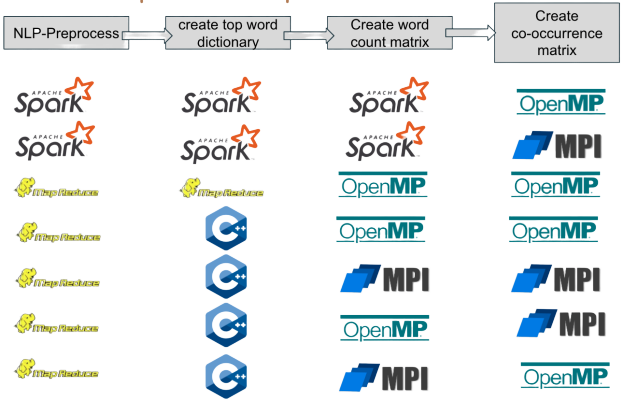 NLP-Preprocess
create top word
dictionary
Create word
count matrix
Create
co-occurrence
matrix
APACHE Spark APACHE Spark APACHE Spark OpenMP
APACHE Spark APACHE Spark APACHE Spark MPI
Map Reduce Map Reduce OpenMP OpenMP
Map Reduce C++ OpenMP OpenMP
Map Reduce C++ MPI MPI
Map Reduce C++ OpenMP MPI
Map Reduce C++ MPI OpenMP